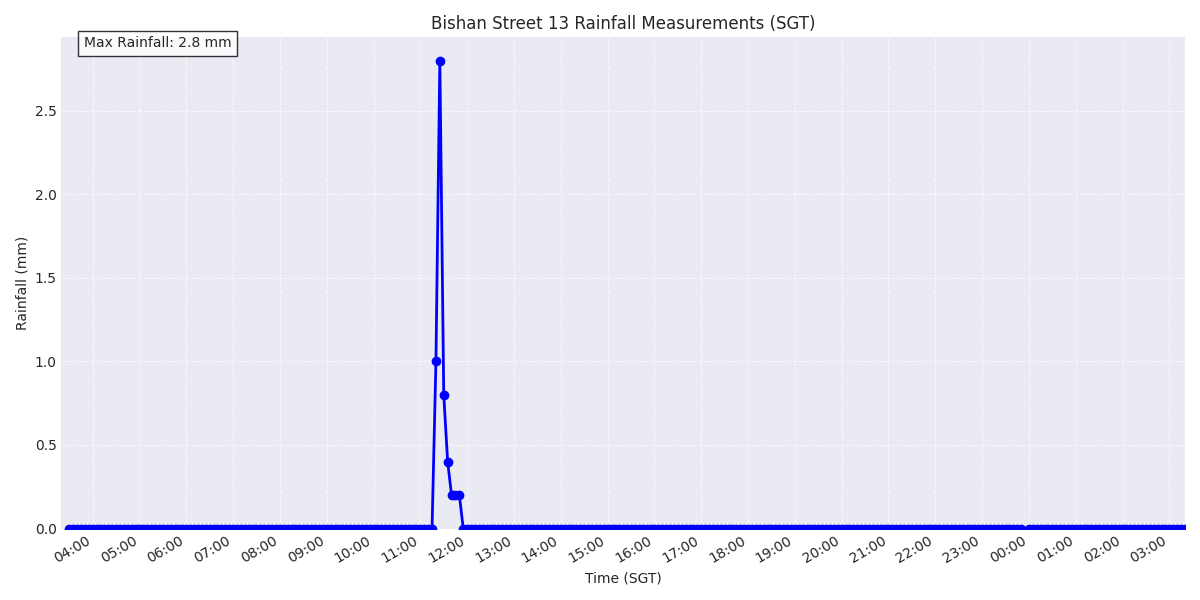 Bishan Street 13 Rainfall Measurements (SGT)
Max Rainfall: 2.8 mm
2.5
2.0
1.5
1.0
0.5
0.0
Rainfall (mm)
04:00 05:00 06:00 07:00 08:00 09:00 10:00 11:00 12:00 13:00 14:00 15:00 16:00 17:00 18:00 19:00 20:00 21:00 22:00 23:00 00:00 01:00 02:00 03:00
Time (SGT)